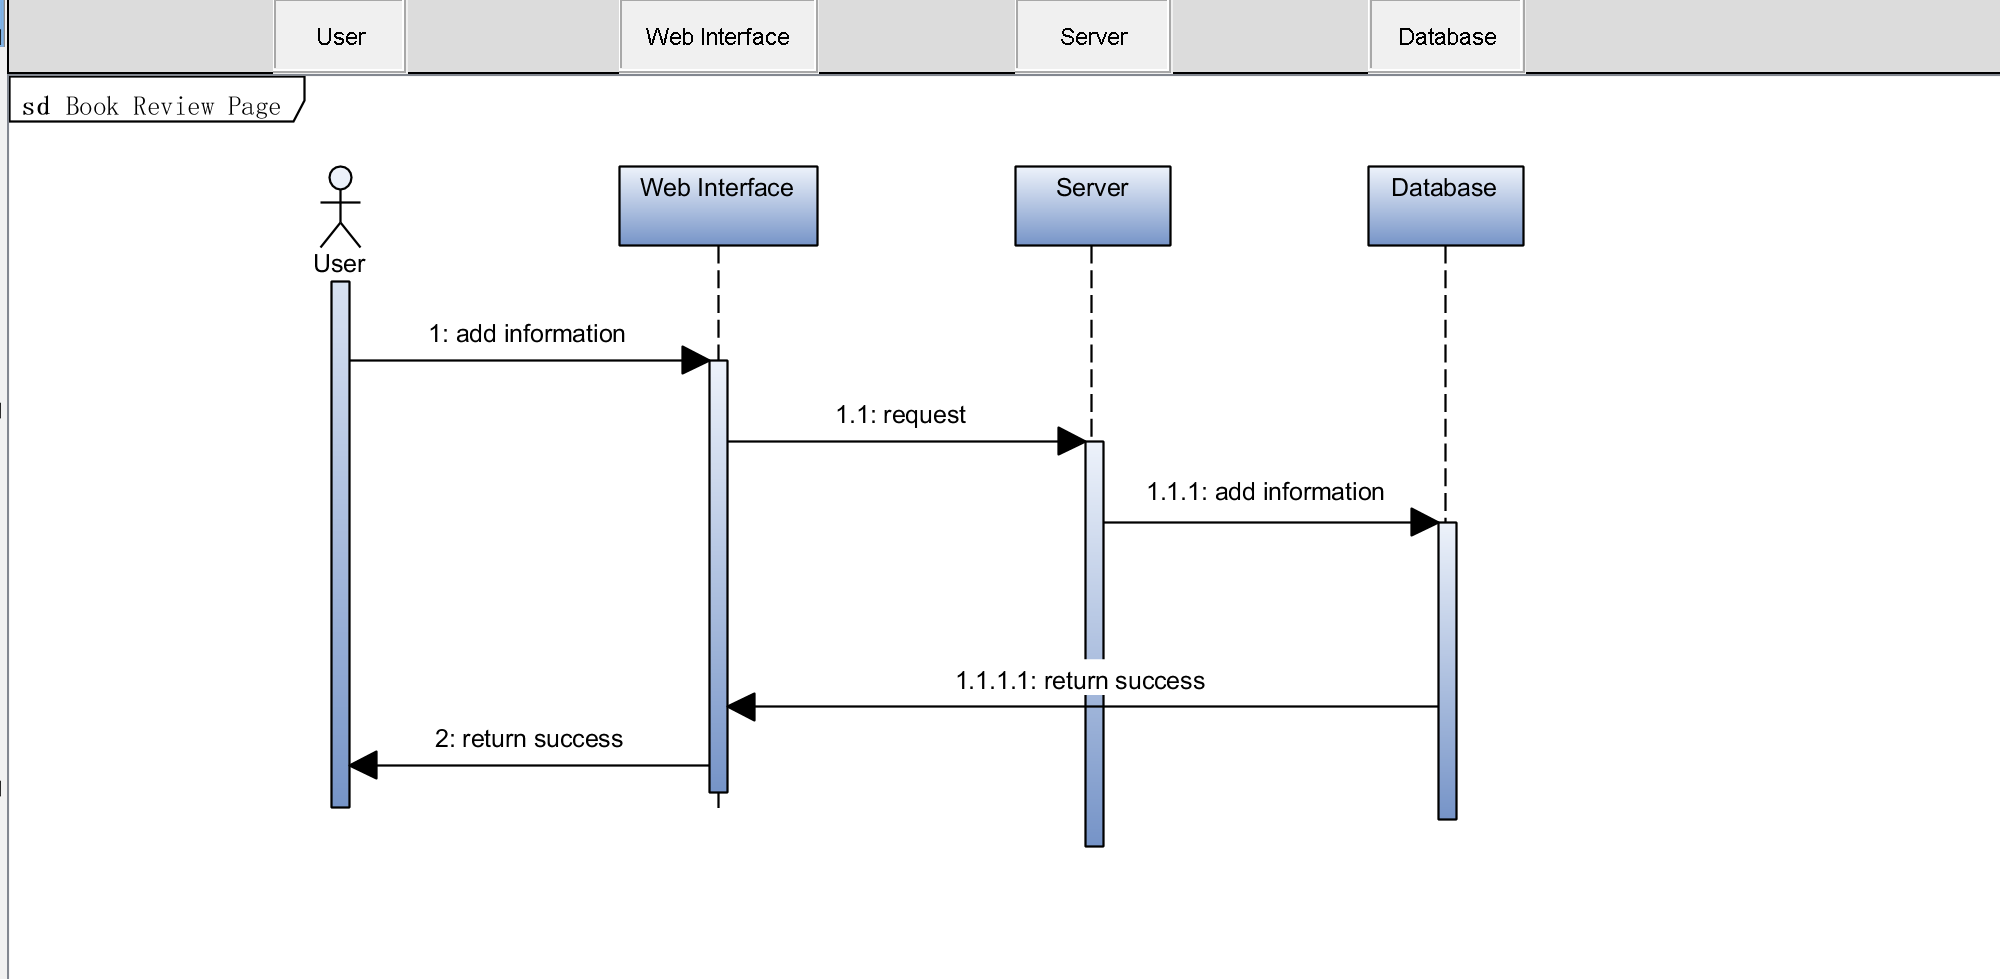 User
Web Interface
Server
Database
sd Book Review Page
User
Web Interface
Server
Database
1: add information
1.1: request
1.1.1: add information
1.1.1.1: return success
2: return success